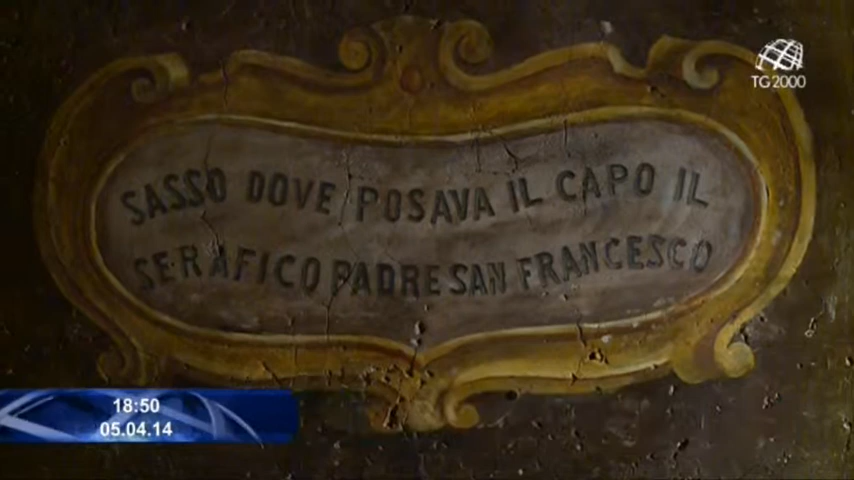 TG2000
SASSO DOVE POSAVA IL CAPO IL
SERAFICO PADRE SAN FRANCESCO
18:50
05.04.14